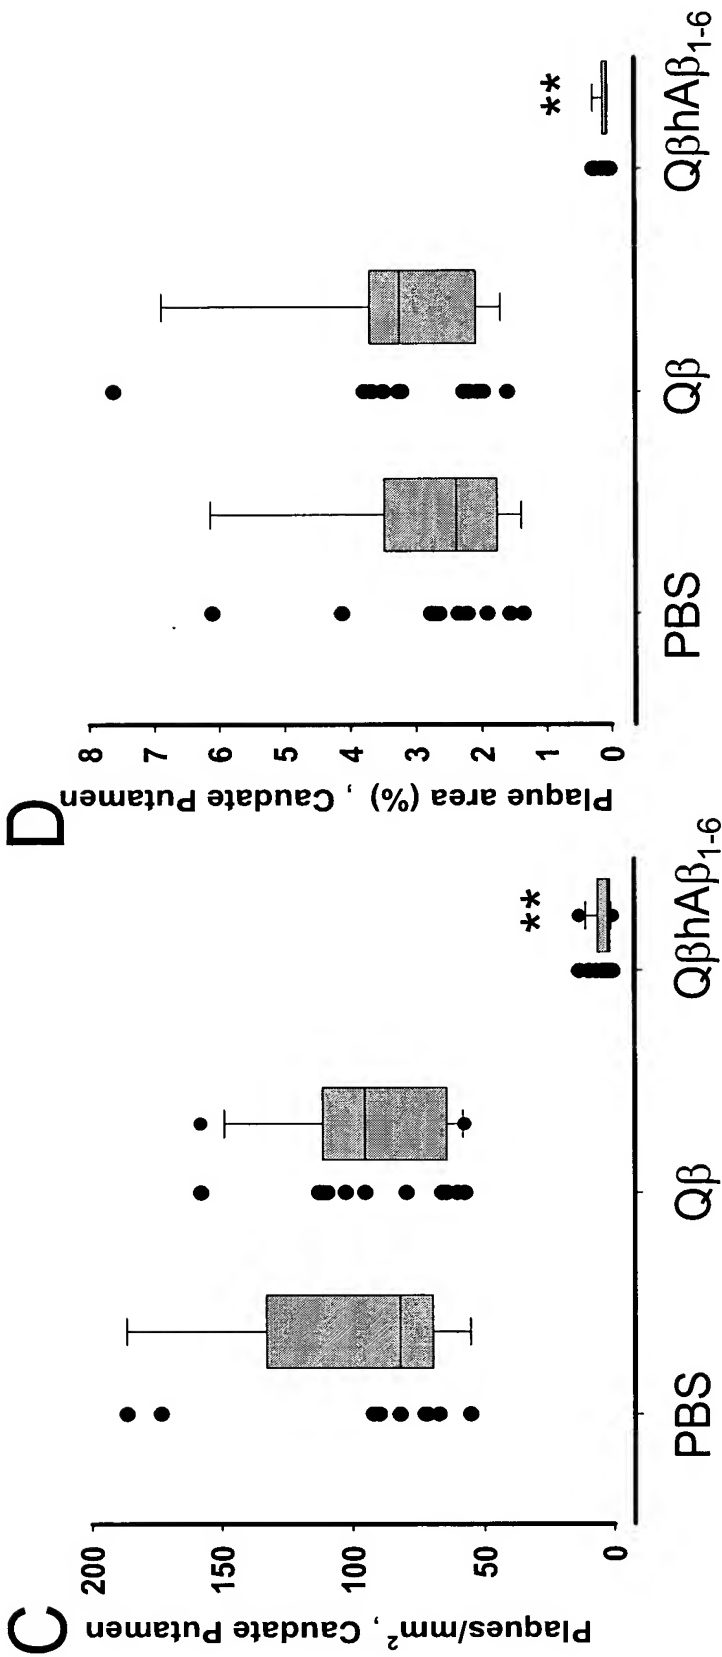 C
Plaques/mm², Caudate Putamen
200
150
100
50
0
**
PBS
Qβ
QβhAβ1-6
D
Plaque area (%) , Caudate Putamen
8
7
6
5
4
3
2
1
0
**
PBS
Qβ
QβhAβ1-6